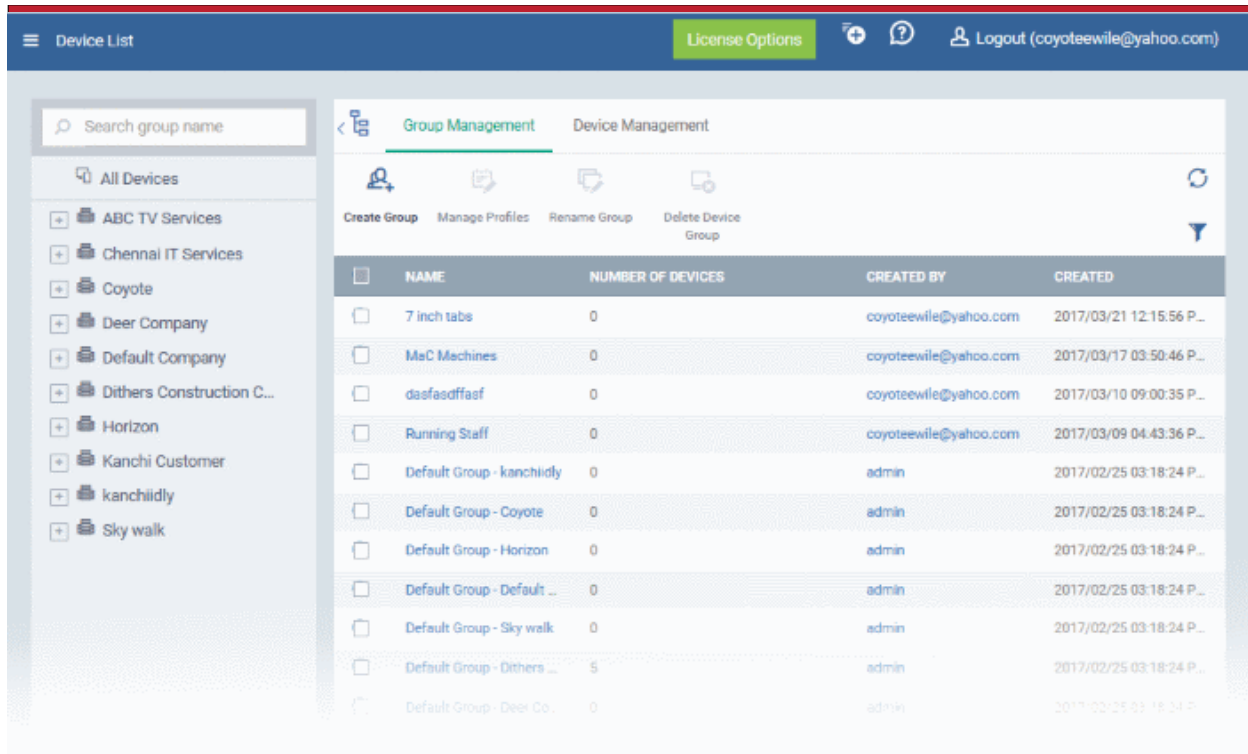 Device List
License Options
Logout (coyoteewile@yahoo.com)
Search group name
All Devices
ABC TV Services
Chennai IT Services
Coyote
Deer Company
Default Company
Dithers Construction C...
Horizon
Kanchi Customer
kanchiidly
Sky walk
Group Management Device Management
Create Group Manage Profiles Rename Group Delete Device
Group
NAME NUMBER OF DEVICES CREATED BY CREATED
7 inch tabs 0 coyoteewile@yahoo.com 2017/03/21 12:15:56 P...
MaC Machines 0 coyoteewile@yahoo.com 2017/03/17 03:50:46 P...
dasfasdffasf 0 coyoteewile@yahoo.com 2017/03/10 09:00:35 P...
Running Staff 0 coyoteewile@yahoo.com 2017/03/09 04:43:36 P...
Default Group - kanchiidly 0 admin 2017/02/25 03:18:24 P...
Default Group - Coyote 0 admin 2017/02/25 03:18:24 P...
Default Group - Horizon 0 admin 2017/02/25 03:18:24 P...
Default Group - Default ... 0 admin 2017/02/25 03:18:24 P...
Default Group - Sky walk 0 admin 2017/02/25 03:18:24 P...
Default Group - Dithers ... 5 admin 2017/02/25 03:18:24 P...
Default Group - Deer Co... 0 admin